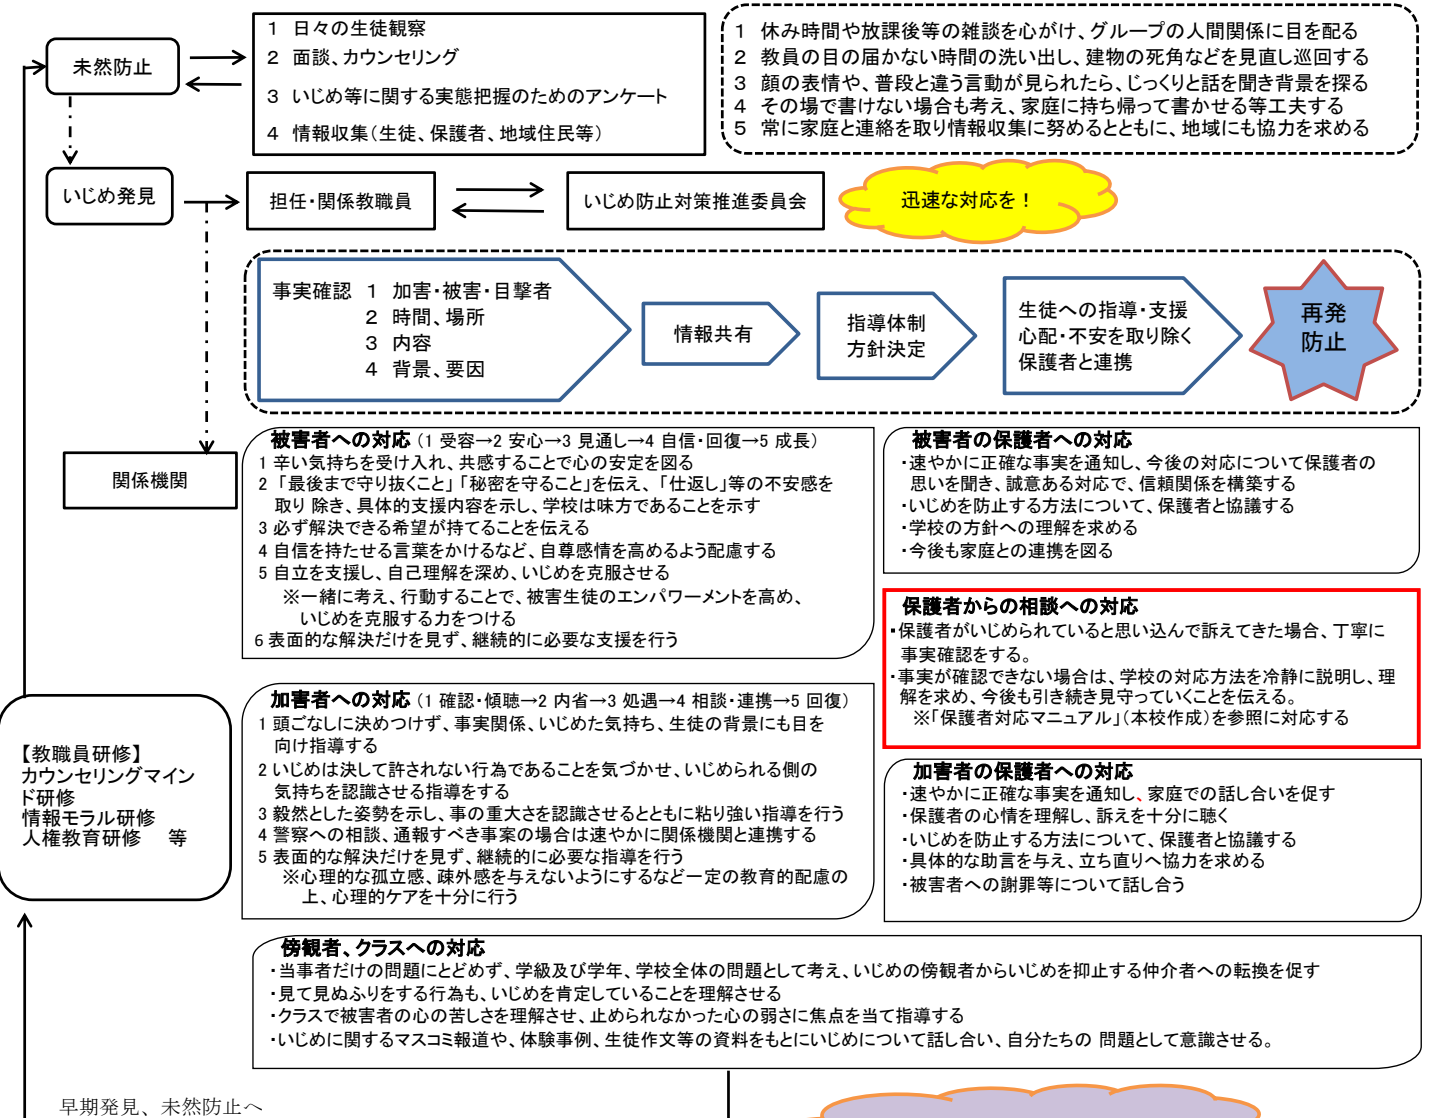 未然防止
１　日々の生徒観察
２　面談、カウンセリング
３　いじめ等に関する実態把握のためのアンケート
４　情報収集（生徒、保護者、地域住民等）
１　休み時間や放課後等の雑談を心がけ、グループの人間関係に目を配る
２　教員の目の届かない時間の洗い出し、建物の死角などを見直し巡回する
３　顔の表情や、普段と違う言動が見られたら、じっくりと話を聞き背景を探る
４　その場で書けない場合も考え、家庭に持ち帰って書かせる等工夫する
５　常に家庭と連絡を取り情報収集に努めるとともに、地域にも協力を求める
いじめ発見
担任・関係教職員
いじめ防止対策推進委員会
迅速な対応を！
事実確認　１　加害・被害・目撃者
２　時間、場所
３　内容
４　背景、要因
情報共有
指導体制
方針決定
生徒への指導・支援
心配・不安を取り除く
保護者と連携
再発
防止
関係機関
被害者への対応（1 受容→2 安心→3 見通し→4 自信・回復→5 成長）
1 辛い気持ちを受け入れ、共感することで心の安定を図る
2 「最後まで守り抜くこと」「秘密を守ること」を伝え、「仕返し」等の不安感を
取り 除き、具体的支援内容を示し、学校は味方であることを示す
3 必ず解決できる希望が持てることを伝える
4 自信を持たせる言葉をかけるなど、自尊感情を高めるよう配慮する
5 自立を支援し、自己理解を深め、いじめを克服させる
※一緒に考え、行動することで、被害生徒のエンパワーメントを高め、
いじめを克服する力をつける
6 表面的な解決だけを見ず、継続的に必要な支援を行う
被害者の保護者への対応
・速やかに正確な事実を通知し、今後の対応について保護者の
思いを聞き、誠意ある対応で、信頼関係を構築する
・いじめを防止する方法について、保護者と協議する
・学校の方針への理解を求める
・今後も家庭との連携を図る
保護者からの相談への対応
・保護者がいじめられていると思い込んで訴えてきた場合、丁寧に
事実確認をする。
・事実が確認できない場合は、学校の対応方法を冷静に説明し、理
解を求め、今後も引き続き見守っていくことを伝える。
※「保護者対応マニュアル」（本校作成）を参照に対応する
加害者への対応（1 確認・傾聴→2 内省→3 処遇→4 相談・連携→5 回復）
1 頭ごなしに決めつけず、事実関係、いじめた気持ち、生徒の背景にも目を
向け指導する
2 いじめは決して許されない行為であることを気づかせ、いじめられる側の
気持ちを認識させる指導をする
3 毅然とした姿勢を示し、事の重大さを認識させるとともに粘り強い指導を行う
4 警察への相談、通報すべき事案の場合は速やかに関係機関と連携する
5 表面的な解決だけを見ず、継続的に必要な指導を行う
※心理的な孤立感、疎外感を与えないようにするなど一定の教育的配慮の
上、心理的ケアを十分に行う
【教職員研修】
カウンセリングマイン
ド研修
情報モラル研修
人権教育研修　等
加害者の保護者への対応
・速やかに正確な事実を通知し、家庭での話し合いを促す
・保護者の心情を理解し、訴えを十分に聴く
・いじめを防止する方法について、保護者と協議する
・具体的な助言を与え、立ち直りへ協力を求める
・被害者への謝罪等について話し合う
傍観者、クラスへの対応
・当事者だけの問題にとどめず、学級及び学年、学校全体の問題として考え、いじめの傍観者からいじめを抑止する仲介者への転換を促す
・見て見ぬふりをする行為も、いじめを肯定していることを理解させる
・クラスで被害者の心の苦しさを理解させ、止められなかった心の弱さに焦点を当て指導する
・いじめに関するマスコミ報道や、体験事例、生徒作文等の資料をもとにいじめについて話し合い、自分たちの 問題として意識させる。
早期発見、未然防止へ